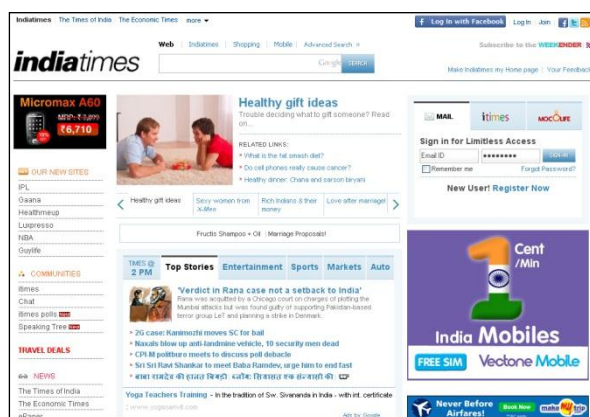 Indiatimes The Times of India The Economic Times more
Log In with Facebook Log In Join
Web Indiatimes Shopping Mobile Advanced Search
Subscribe to the WEEKENDER
indiatimes
Google SEARCH
Make Indiatimes my Home page Your Feedback
Micromax A60
₹6,710
Healthy gift ideas
Trouble deciding what to gift someone? Read
on...
RELATED LINKS:
What is the fat smash diet?
Do cell phones really cause cancer?
Healthy dinner: Chana and sarson biryani
Healthy gift ideas
Sexy women from
X-Men
Rich Indians & their
money
Love after marriage!
Fructis Shampoo + Oil Marriage Proposals!
MAIL itimes MOCOLIFE
Sign in for Limitless Access
Email ID SIGN-IN
Remember me Forgot Password?
New User! Register Now
OUR NEW SITES
IPL
Gaana
Healthmeup
Luxpresso
NBA
Guylife
COMMUNITIES
itimes
Chat
itimes polls
Speaking Tree
TRAVEL DEALS
NEWS
The Times of India
The Economic Times
ePaper
TIMES @
2 PM
Top Stories Entertainment Sports Markets Auto
'Verdict in Rana case not a setback to India'
Rana was acquitted by a Chicago court on charges of plotting the
Mumbai attacks but was found guilty of supporting Pakistan-based
terror group LeT and planning a strike in Denmark.
2G case: Kanimozhi moves SC for bail
Naxals blow up anti-landmine vehicle, 10 security men dead
CPI-M politburo meets to discuss poll debacle
Sri Sri Ravi Shankar to meet Baba Ramdev, urge him to end fast
Yoga Teachers Training - In the tradition of Sw. Sivananda in India - with int. certificate
Ads by Google
1 Cent
/Min
India Mobiles
FREE SIM Vectone Mobile
Never Before
Airfares!
Book Now make my trip